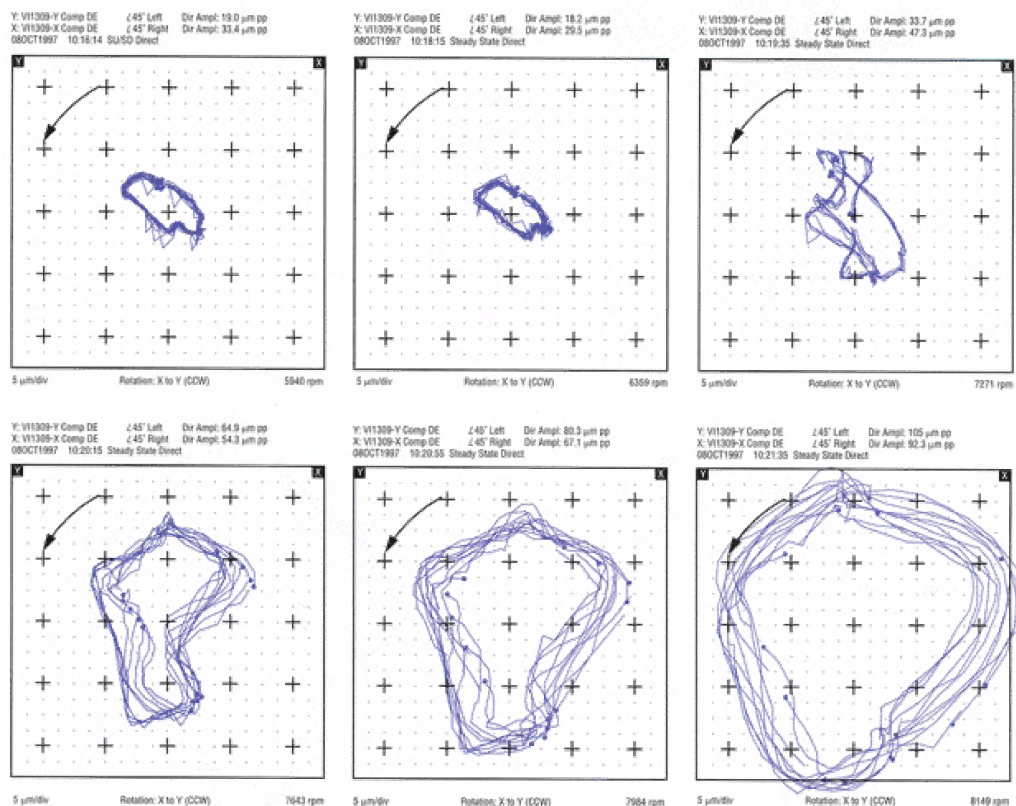 Y: VI1309-Y Comp DE ∠45° Left Dir Ampl: 19.0 µm pp
X: VI1309-X Comp DE ∠45° Right Dir Ampl: 33.4 µm pp
08OCT1997 10:16:14 SU/SD Direct
Y X
5 µm/div Rotation: X to Y (CCW) 5940 rpm
Y: VI1309-Y Comp DE ∠45° Left Dir Ampl: 18.2 µm pp
X: VI1309-X Comp DE ∠45° Right Dir Ampl: 29.5 µm pp
08OCT1997 10:18:15 Steady State Direct
Y X
5 µm/div Rotation: X to Y (CCW) 6359 rpm
Y: VI1309-Y Comp DE ∠45° Left Dir Ampl: 33.7 µm pp
X: VI1309-X Comp DE ∠45° Right Dir Ampl: 47.3 µm pp
08OCT1997 10:19:35 Steady State Direct
Y X
5 µm/div Rotation: X to Y (CCW) 7271 rpm
Y: VI1309-Y Comp DE ∠45° Left Dir Ampl: 64.9 µm pp
X: VI1309-X Comp DE ∠45° Right Dir Ampl: 54.3 µm pp
08OCT1997 10:20:15 Steady State Direct
Y X
5 µm/div Rotation: X to Y (CCW) 7643 rpm
Y: VI1309-Y Comp DE ∠45° Left Dir Ampl: 80.3 µm pp
X: VI1309-X Comp DE ∠45° Right Dir Ampl: 67.1 µm pp
08OCT1997 10:20:55 Steady State Direct
Y X
5 µm/div Rotation: X to Y (CCW) 7984 rpm
Y: VI1309-Y Comp DE ∠45° Left Dir Ampl: 105 µm pp
X: VI1309-X Comp DE ∠45° Right Dir Ampl: 92.3 µm pp
08OCT1997 10:21:35 Steady State Direct
Y X
5 µm/div Rotation: X to Y (CCW) 8149 rpm